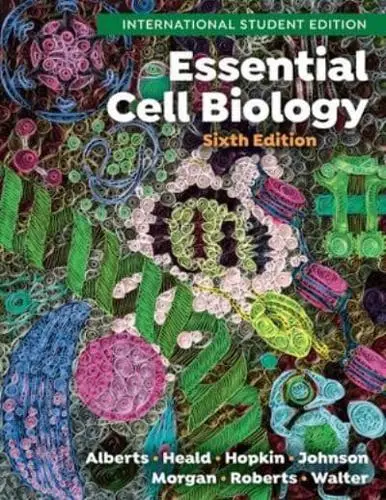 INTERNATIONAL STUDENT EDITION
Essential
Cell Biology
Sixth Edition
Alberts • Heald • Hopkin • Johnson
Morgan • Roberts • Walter